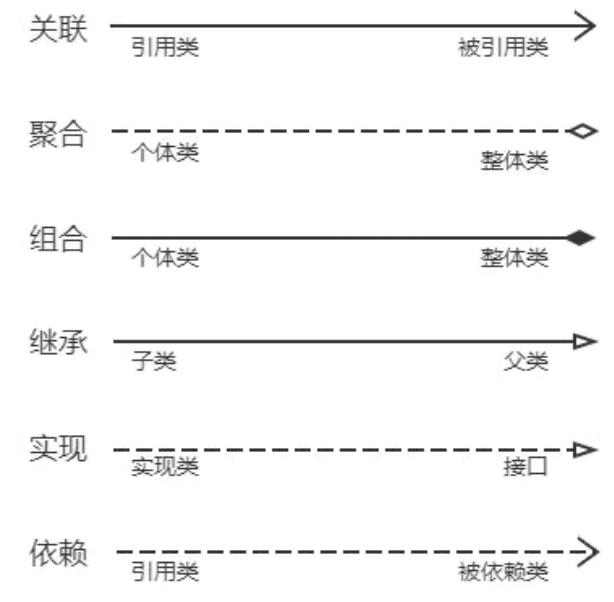 关联
引用类 被引用类
聚合
个体类 整体类
组合
个体类 整体类
继承
子类 父类
实现
实现类 接口
依赖
引用类 被依赖类